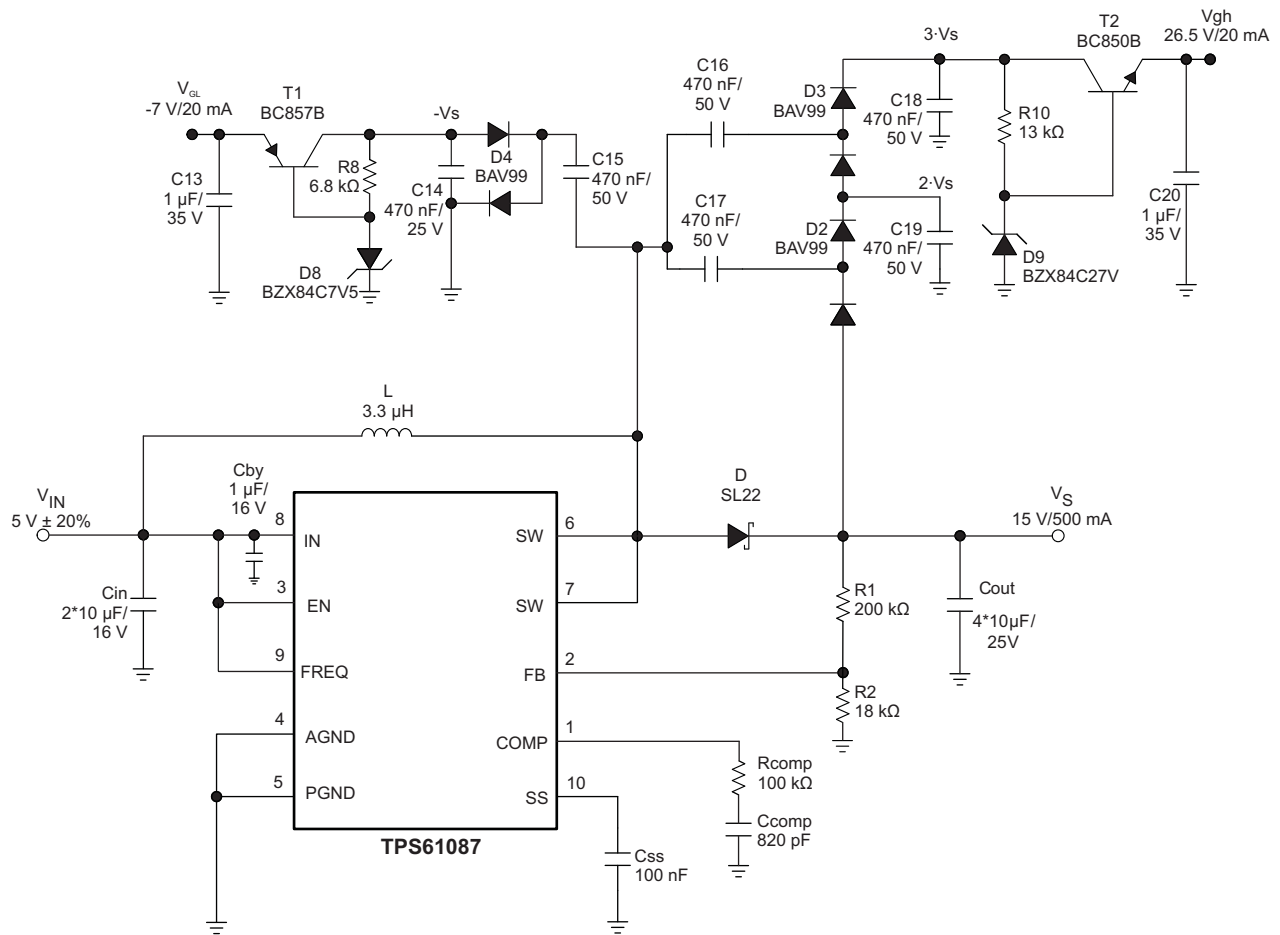 T2
BC850B
Vgh
26.5 V/20 mA
3·Vs
C16
470 nF/
50 V
D3
BAV99
C18
470 nF/
50 V
R10
13 kΩ
V_GL
-7 V/20 mA
T1
BC857B
-Vs
D4
BAV99
R8
6.8 kΩ
C15
470 nF/
50 V
C13
1 µF/
35 V
C14
470 nF/
25 V
C17
470 nF/
50 V
2·Vs
D2
BAV99
C19
470 nF/
50 V
C20
1 µF/
35 V
D9
BZX84C27V
D8
BZX84C7V5
L
3.3 µH
Cby
1 µF/
16 V
D
SL22
V_IN
5 V ± 20%
V_S
15 V/500 mA
8
IN
6
SW
3
EN
7
SW
9
FREQ
2
FB
4
AGND
1
COMP
5
PGND
10
SS
TPS61087
Cin
2*10 µF/
16 V
R1
200 kΩ
Cout
4*10µF/
25V
R2
18 kΩ
Rcomp
100 kΩ
Ccomp
820 pF
Css
100 nF